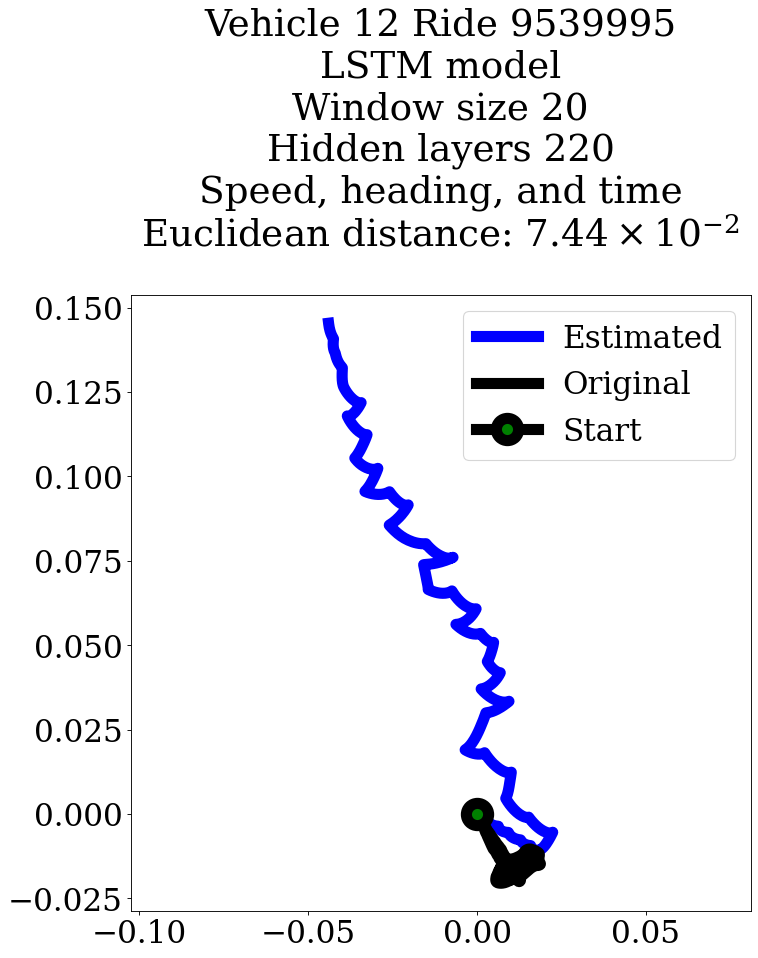 Vehicle 12 Ride 9539995
LSTM model
Window size 20
Hidden layers 220
Speed, heading, and time
Euclidean distance: 7.44 × 10⁻²
0.150
0.125
0.100
0.075
0.050
0.025
0.000
−0.025
−0.10
−0.05
0.00
0.05
Estimated
Original
Start